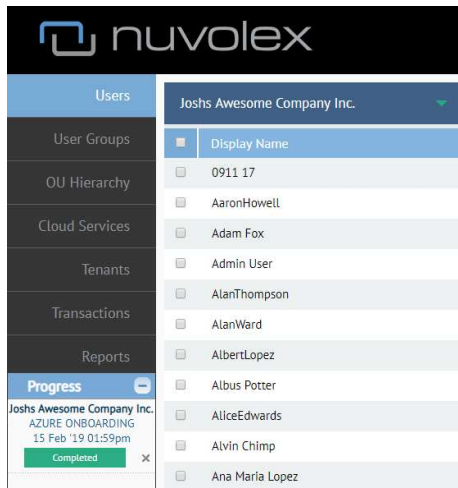 nuvolex
Users
User Groups
OU Hierarchy
Cloud Services
Tenants
Transactions
Reports
Progress
Joshs Awesome Company Inc.
AZURE ONBOARDING
15 Feb '19 01:59pm
Completed
Joshs Awesome Company Inc.
Display Name
0911 17
AaronHowell
Adam Fox
Admin User
AlanThompson
AlanWard
AlbertLopez
Albus Potter
AliceEdwards
Alvin Chimp
Ana Maria Lopez